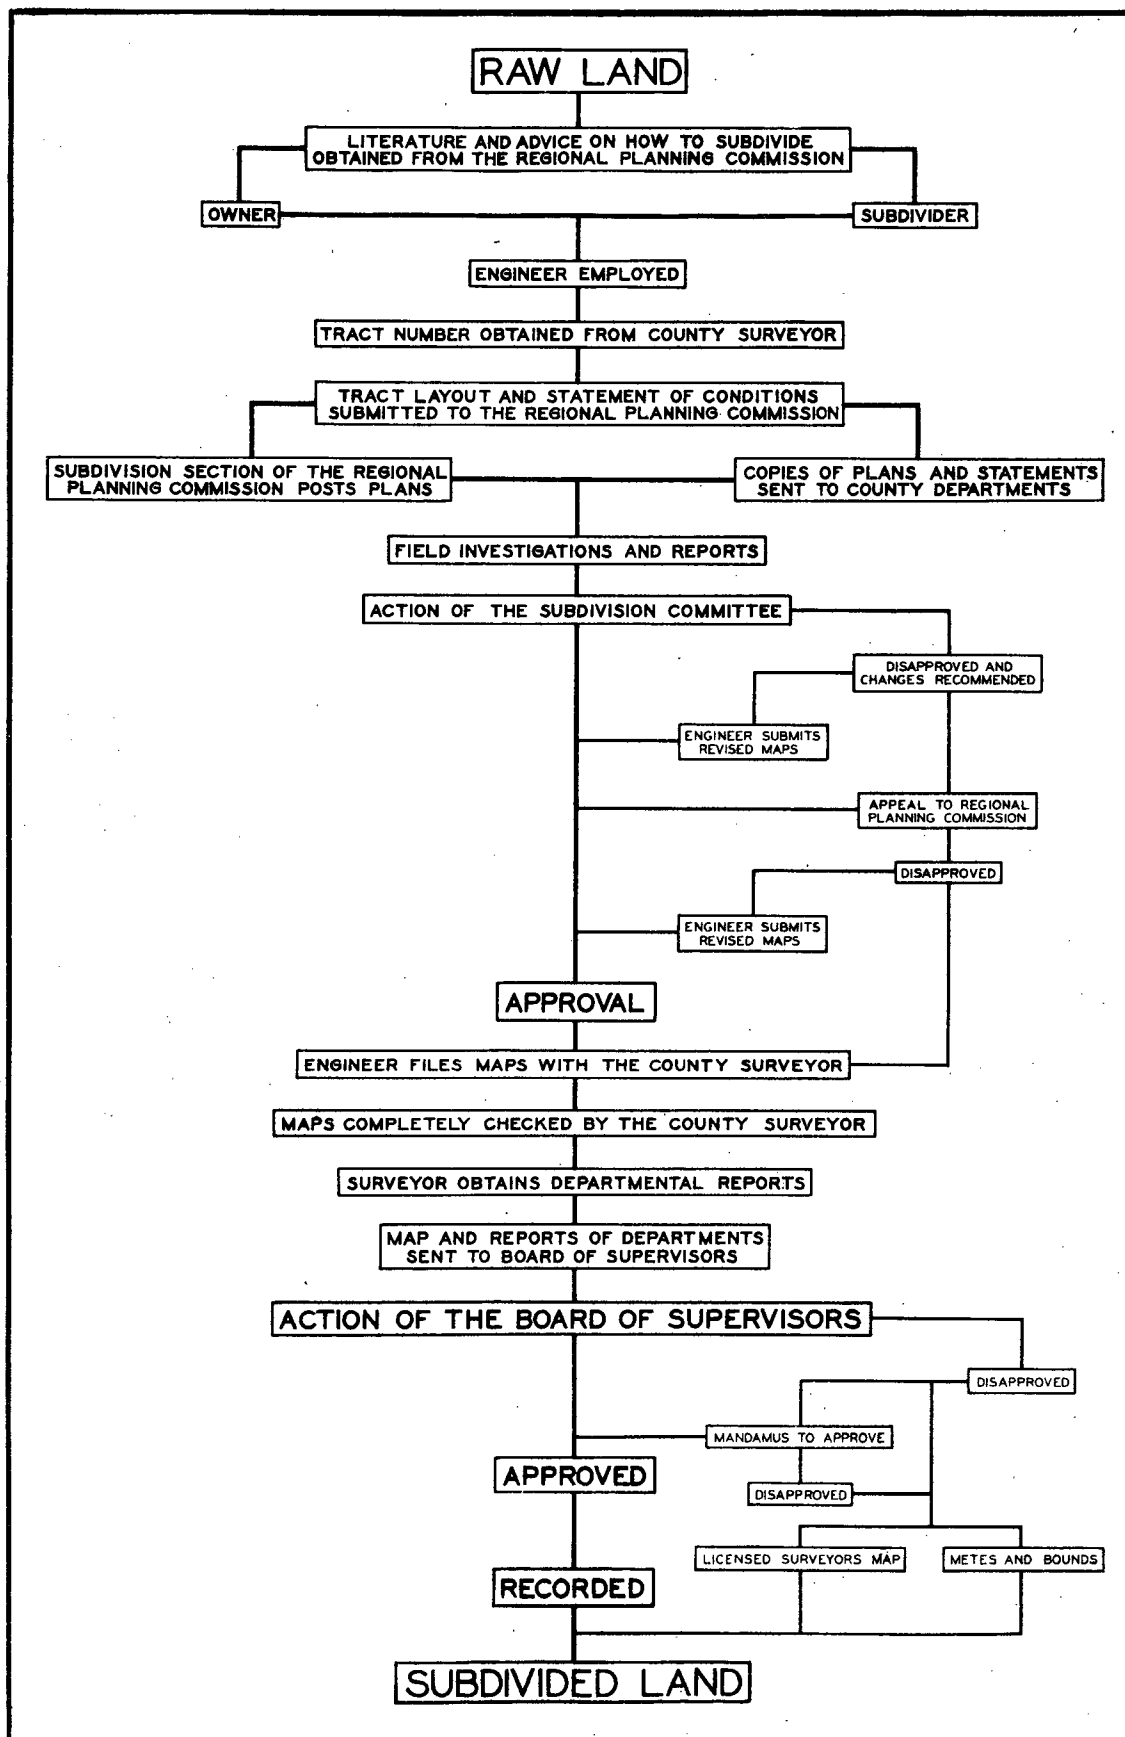 RAW LAND
LITERATURE AND ADVICE ON HOW TO SUBDIVIDE
OBTAINED FROM THE REGIONAL PLANNING COMMISSION
OWNER
SUBDIVIDER
ENGINEER EMPLOYED
TRACT NUMBER OBTAINED FROM COUNTY SURVEYOR
TRACT LAYOUT AND STATEMENT OF CONDITIONS
SUBMITTED TO THE REGIONAL PLANNING COMMISSION
SUBDIVISION SECTION OF THE REGIONAL
PLANNING COMMISSION POSTS PLANS
COPIES OF PLANS AND STATEMENTS
SENT TO COUNTY DEPARTMENTS
FIELD INVESTIGATIONS AND REPORTS
ACTION OF THE SUBDIVISION COMMITTEE
DISAPPROVED AND
CHANGES RECOMMENDED
ENGINEER SUBMITS
REVISED MAPS
APPEAL TO REGIONAL
PLANNING COMMISSION
DISAPPROVED
ENGINEER SUBMITS
REVISED MAPS
APPROVAL
ENGINEER FILES MAPS WITH THE COUNTY SURVEYOR
MAPS COMPLETELY CHECKED BY THE COUNTY SURVEYOR
SURVEYOR OBTAINS DEPARTMENTAL REPORTS
MAP AND REPORTS OF DEPARTMENTS
SENT TO BOARD OF SUPERVISORS
ACTION OF THE BOARD OF SUPERVISORS
DISAPPROVED
MANDAMUS TO APPROVE
APPROVED
DISAPPROVED
LICENSED SURVEYORS MAP
METES AND BOUNDS
RECORDED
SUBDIVIDED LAND